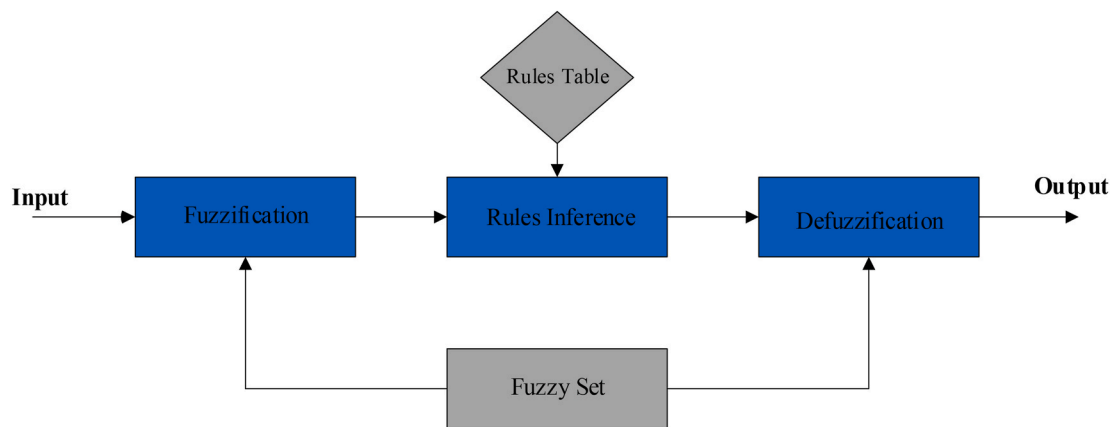 Rules Table
Input
Output
Fuzzification
Rules Inference
Defuzzification
Fuzzy Set